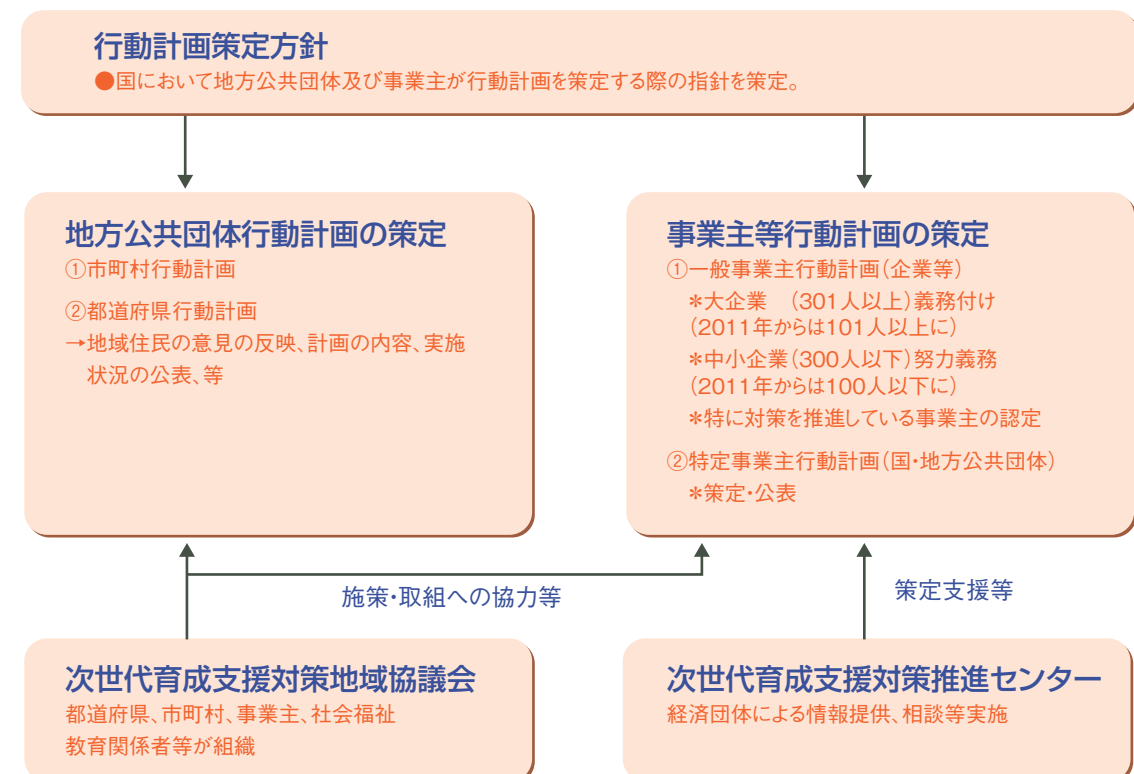 行動計画策定方針
●国において地方公共団体及び事業主が行動計画を策定する際の指針を策定。
地方公共団体行動計画の策定
①市町村行動計画
②都道府県行動計画
→地域住民の意見の反映、計画の内容、実施
状況の公表、等
事業主等行動計画の策定
①一般事業主行動計画(企業等)
*大企業 (301人以上)義務付け
(2011年からは101人以上に)
*中小企業(300人以下)努力義務
(2011年からは100人以下に)
*特に対策を推進している事業主の認定
②特定事業主行動計画(国・地方公共団体)
*策定・公表
施策・取組への協力等
策定支援等
次世代育成支援対策地域協議会
都道府県、市町村、事業主、社会福祉
教育関係者等が組織
次世代育成支援対策推進センター
経済団体による情報提供、相談等実施